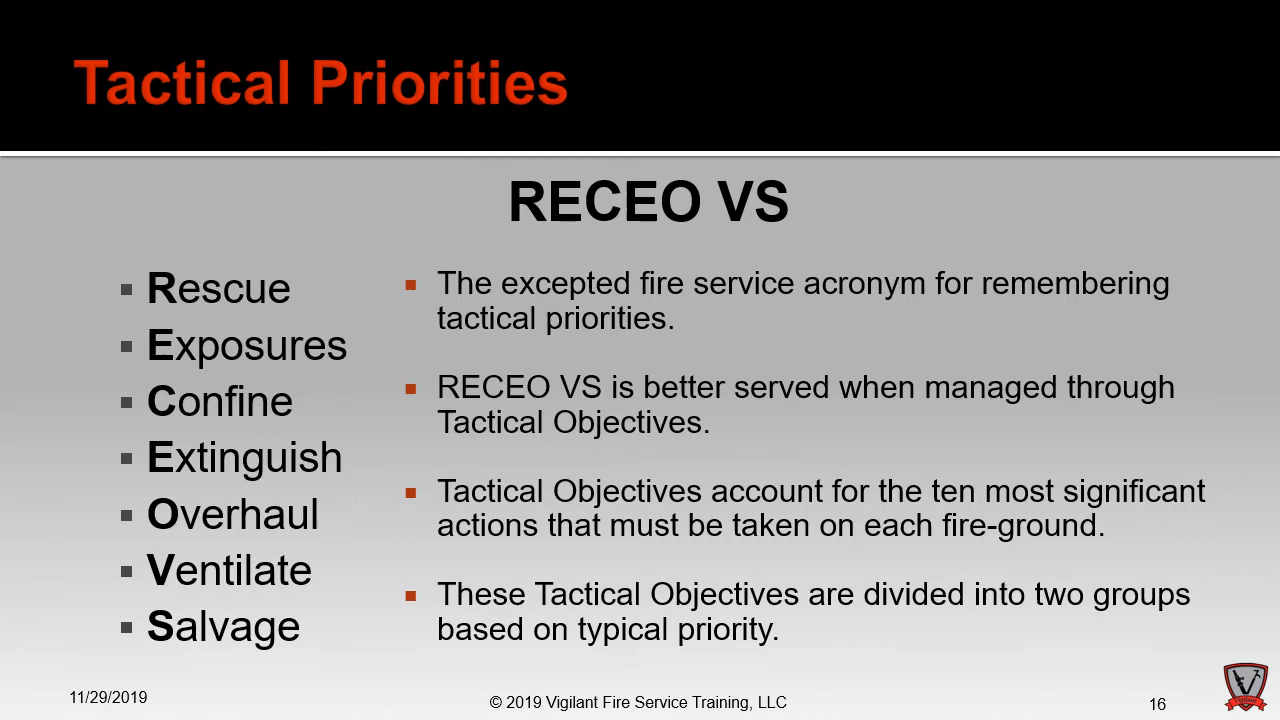 Tactical Priorities
RECEO VS
▪ Rescue
▪ Exposures
▪ Confine
▪ Extinguish
▪ Overhaul
▪ Ventilate
▪ Salvage
▪ The excepted fire service acronym for remembering
tactical priorities.
▪ RECEO VS is better served when managed through
Tactical Objectives.
▪ Tactical Objectives account for the ten most significant
actions that must be taken on each fire-ground.
▪ These Tactical Objectives are divided into two groups
based on typical priority.
11/29/2019
© 2019 Vigilant Fire Service Training, LLC
16
Vigilant